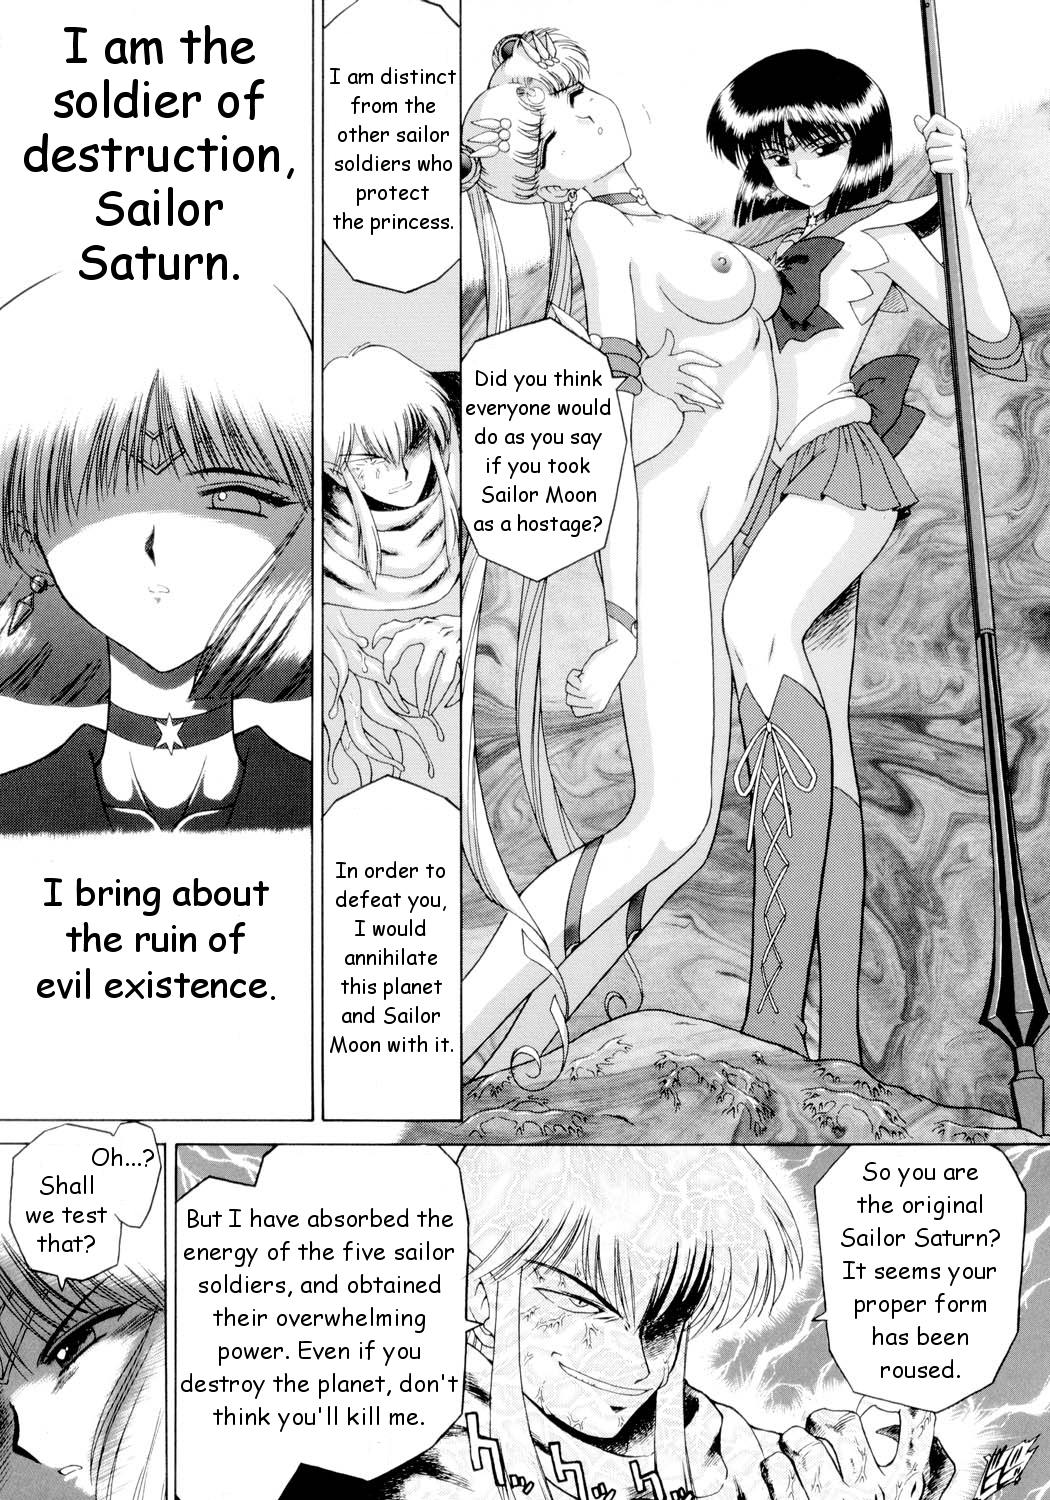 Did you think
everyone would
do as you say
if you took
Sailor Moon
as a hostage?
I am distinct
from the
other sailor
soldiers who
protect
the princess.
In order to
defeat you,
I would
annihilate
this planet
and Sailor
Moon with it.
I am the
soldier of
destruction,
Sailor
Saturn.
I bring about
the ruin of
evil existence.
So you are
the original
Sailor Saturn?
It seems your
proper form
has been
roused.
But I have absorbed the
energy of the five sailor
soldiers, and obtained
their overwhelming
power. Even if you
destroy the planet, don't
think you'll kill me.
Oh...?
Shall
we test
that?